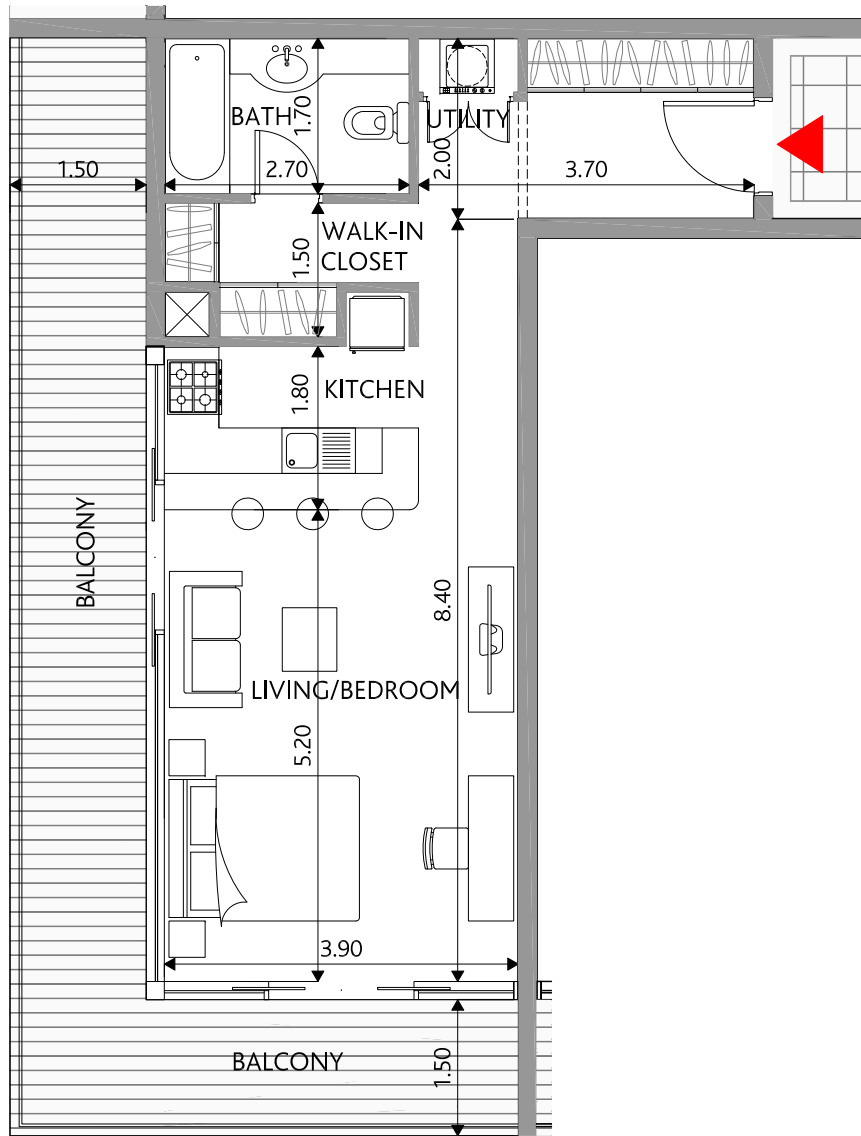 BATH
1.70
UTILITY
2.00
1.50
2.70
3.70
WALK-IN
CLOSET
1.50
KITCHEN
1.80
BALCONY
8.40
LIVING/BEDROOM
5.20
3.90
BALCONY
1.50